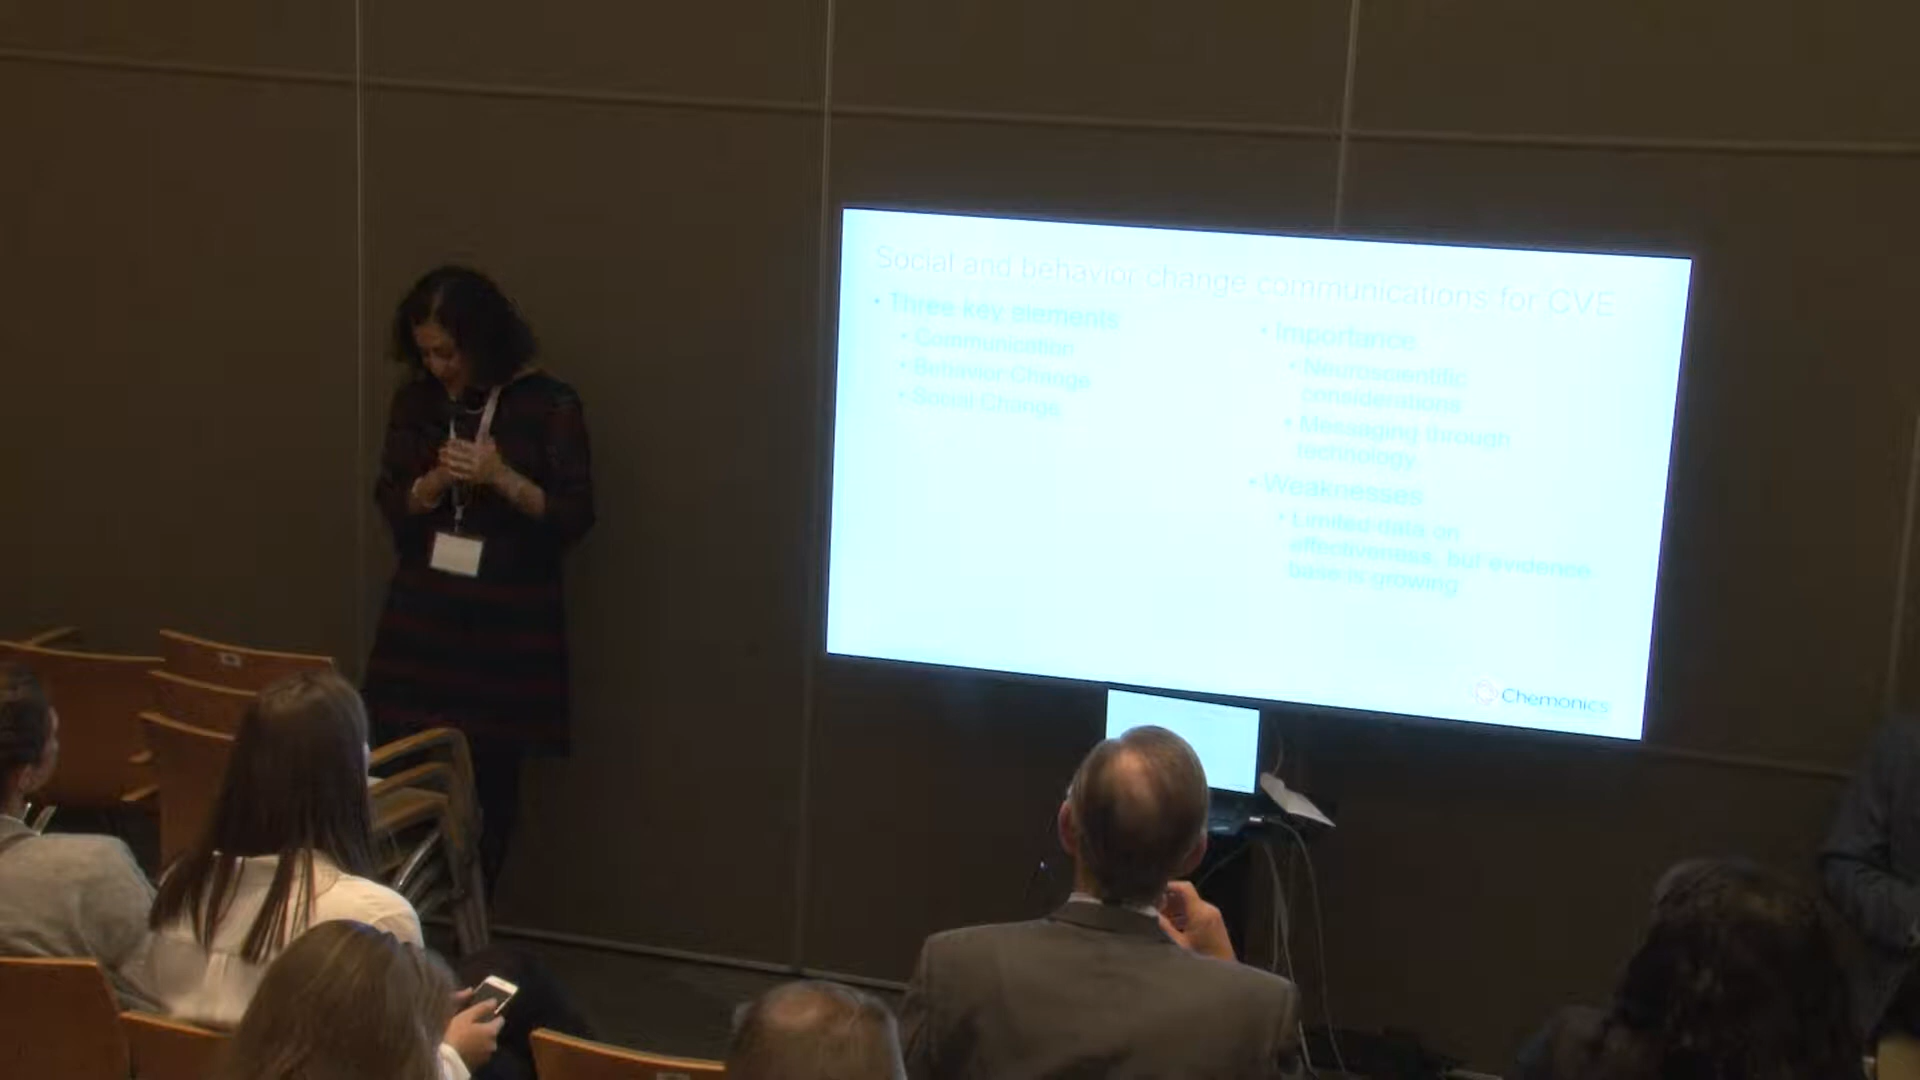 Social and behavior change communications for CVE
• Three key elements
• Communication
• Behavior Change
• Social Change
• Importance
• Neuroscientific
considerations
• Messaging through
technology
• Weaknesses
• Limited data on
effectiveness, but evidence
base is growing
Chemonics